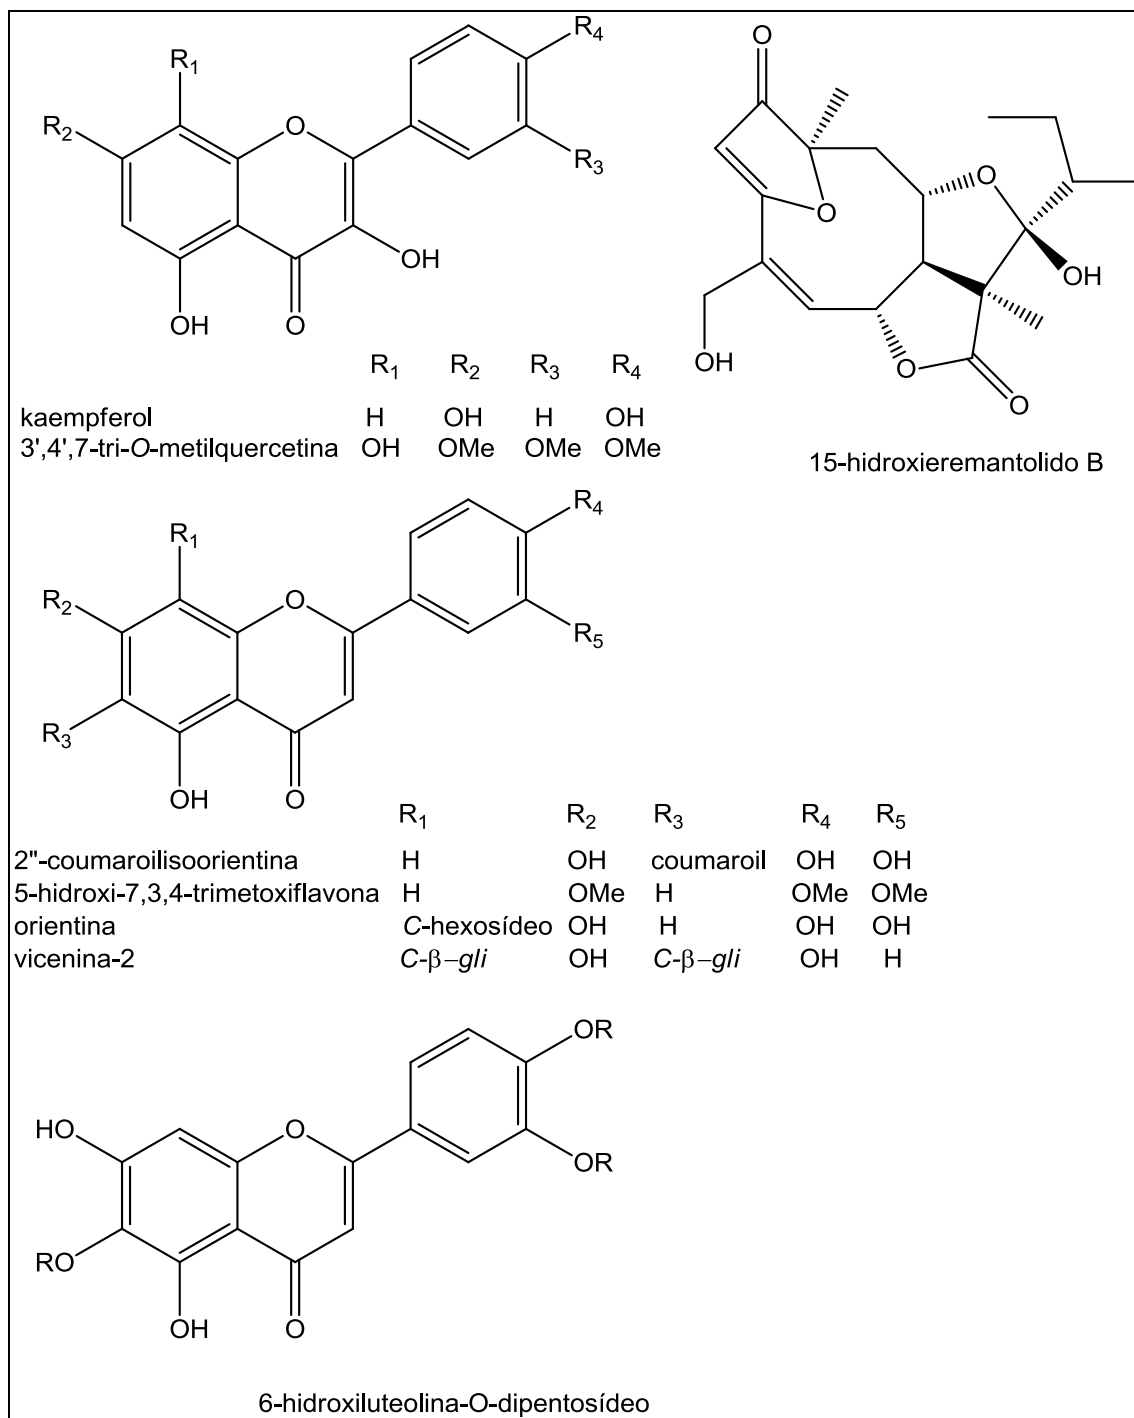 R4
R1
O
R2
O
R3
O
O
OH
OH
OH
O
OH
O
O
R1 R2 R3 R4
kaempferol H OH H OH
3',4',7-tri-O-metilquercetina OH OMe OMe OMe
15-hidroxieremantolido B
R4
R1
R2
O
R5
R3
OH
O
R1 R2 R3 R4 R5
2"-coumaroilisoorientina H OH coumaroil OH OH
5-hidroxi-7,3,4-trimetoxiflavona H OMe H OMe OMe
orientina C-hexosídeo OH H OH OH
vicenina-2 C-β–gli OH C-β–gli OH H
OR
HO
O
OR
RO
OH
O
6-hidroxiluteolina-O-dipentosídeo